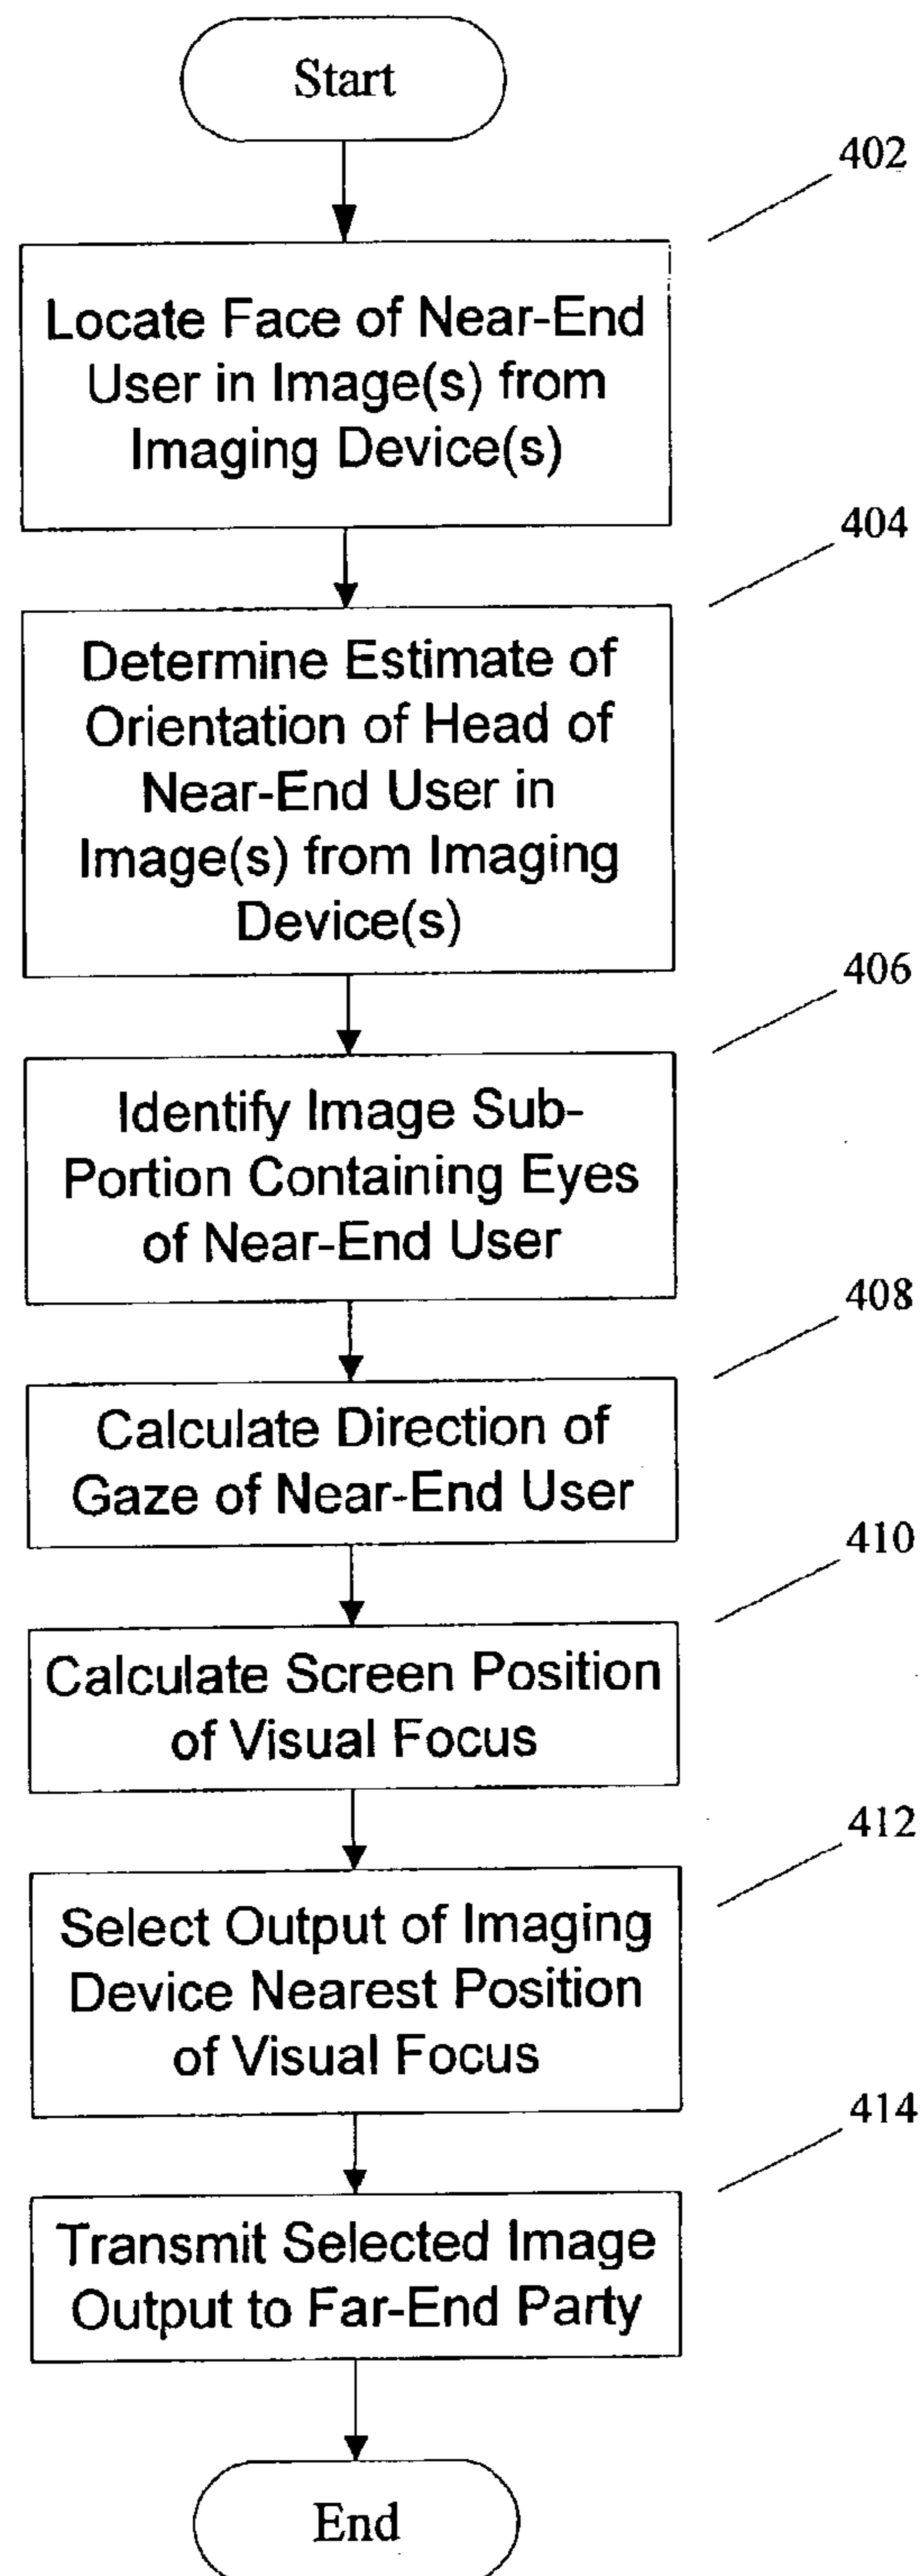 Start
402
Locate Face of Near-End
User in Image(s) from
Imaging Device(s)
404
Determine Estimate of
Orientation of Head of
Near-End User in
Image(s) from Imaging
Device(s)
406
Identify Image Sub-
Portion Containing Eyes
of Near-End User
408
Calculate Direction of
Gaze of Near-End User
410
Calculate Screen Position
of Visual Focus
412
Select Output of Imaging
Device Nearest Position
of Visual Focus
414
Transmit Selected Image
Output to Far-End Party
End